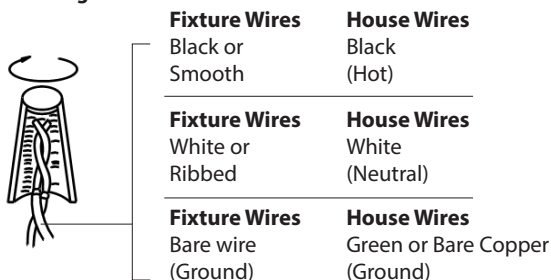 Fixture Wires House Wires
Black or Black
Smooth (Hot)
Fixture Wires House Wires
White or White
Ribbed (Neutral)
Fixture Wires House Wires
Bare wire Green or Bare Copper
(Ground) (Ground)